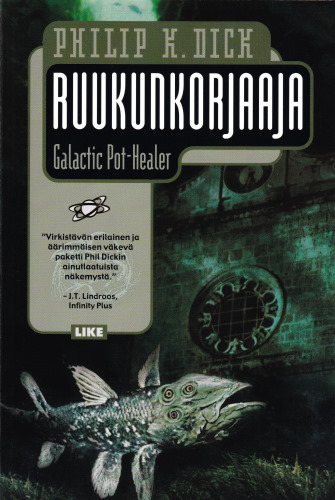 PHILIP K. DICK
RUUKUNKORJAAJA
Galactic Pot-Healer
"Virkistävän erilainen ja
äärimmäisen väkevä
paketti Phil Dickin
ainutlaatuista
näkemystä."
– J.T. Lindroos,
Infinity Plus
LIKE